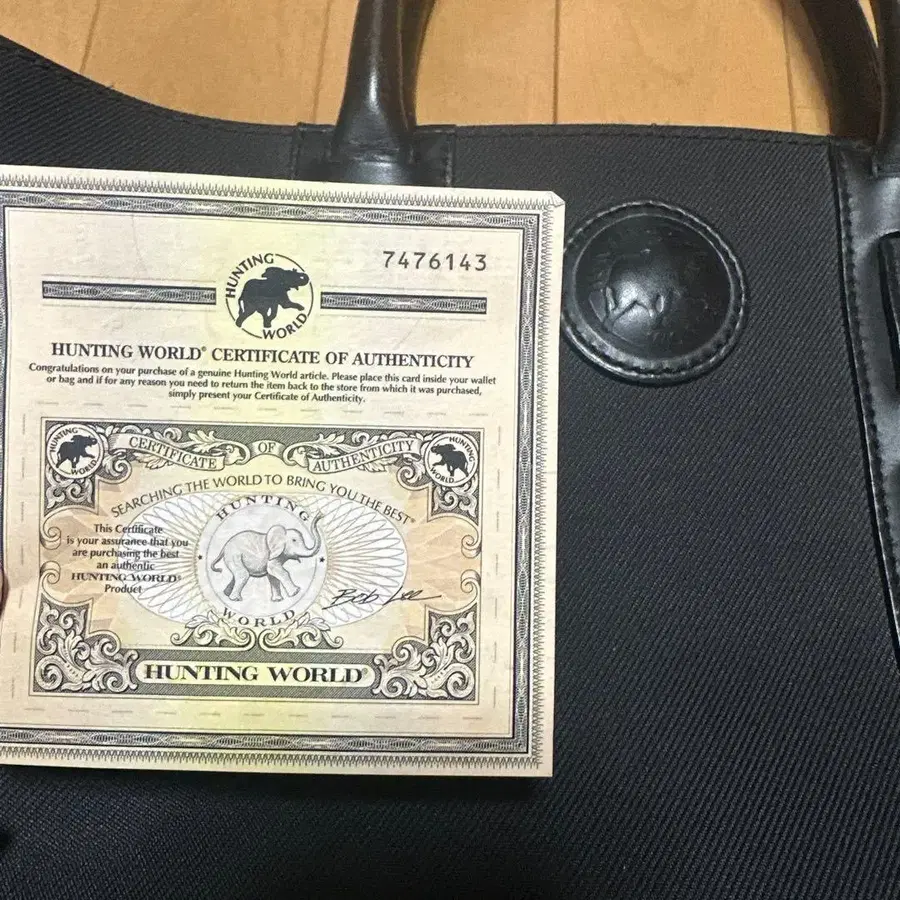 7476143
HUNTING
WORLD
HUNTING WORLD® CERTIFICATE OF AUTHENTICITY
Congratulations on your purchase of a genuine Hunting World article. Please place this card inside your wallet
or bag and if for any reason you need to return the item back to the store from which it was purchased,
simply present your Certificate of Authenticity.
HUNTING
WORLD
CERTIFICATE OF AUTHENTICITY
HUNTING
WORLD
SEARCHING THE WORLD TO BRING YOU THE BEST®
HUNTING
WORLD
This Certificate
is your assurance that you
are purchasing the best
an authentic
HUNTING WORLD®
Product
Bob Lee
HUNTING WORLD®